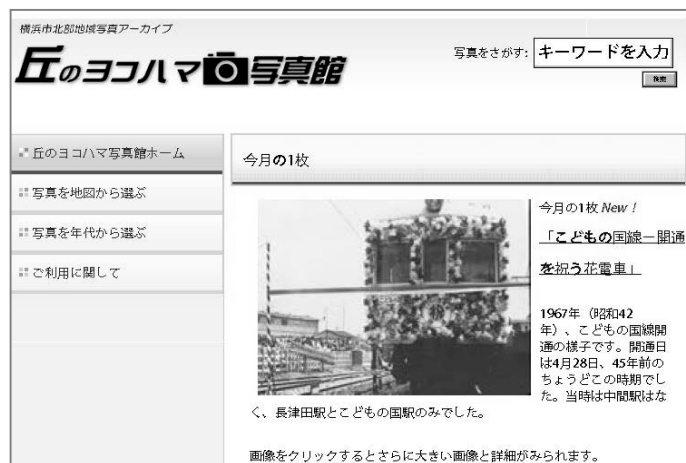 横浜市北部地域写真アーカイブ
丘のヨコハマ写真館
写真をさがす:
キーワードを入力
検索
丘のヨコハマ写真館ホーム
写真を地図から選ぶ
写真を年代から選ぶ
ご利用に関して
今月の1枚
今月の1枚 New !
「こどもの国線－開通
を祝う花電車」
1967年（昭和42
年）、こどもの国線開
通の様子です。開通日
は4月28日、45年前の
ちょうどこの時期でし
た。当時は中間駅はな
く、長津田駅とこどもの国駅のみでした。
画像をクリックするとさらに大きい画像と詳細がみられます。